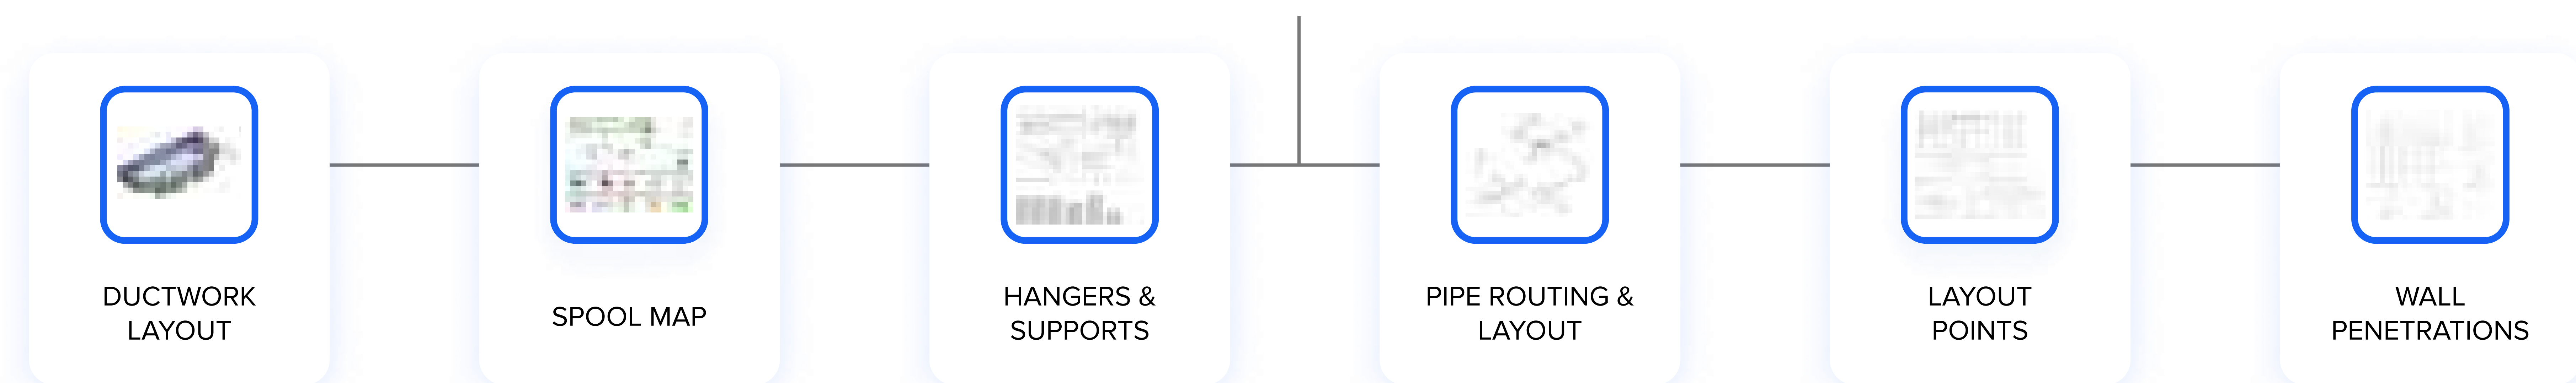 DUCTWORK
LAYOUT
SPOOL MAP
HANGERS &
SUPPORTS
PIPE ROUTING &
LAYOUT
LAYOUT
POINTS
WALL
PENETRATIONS